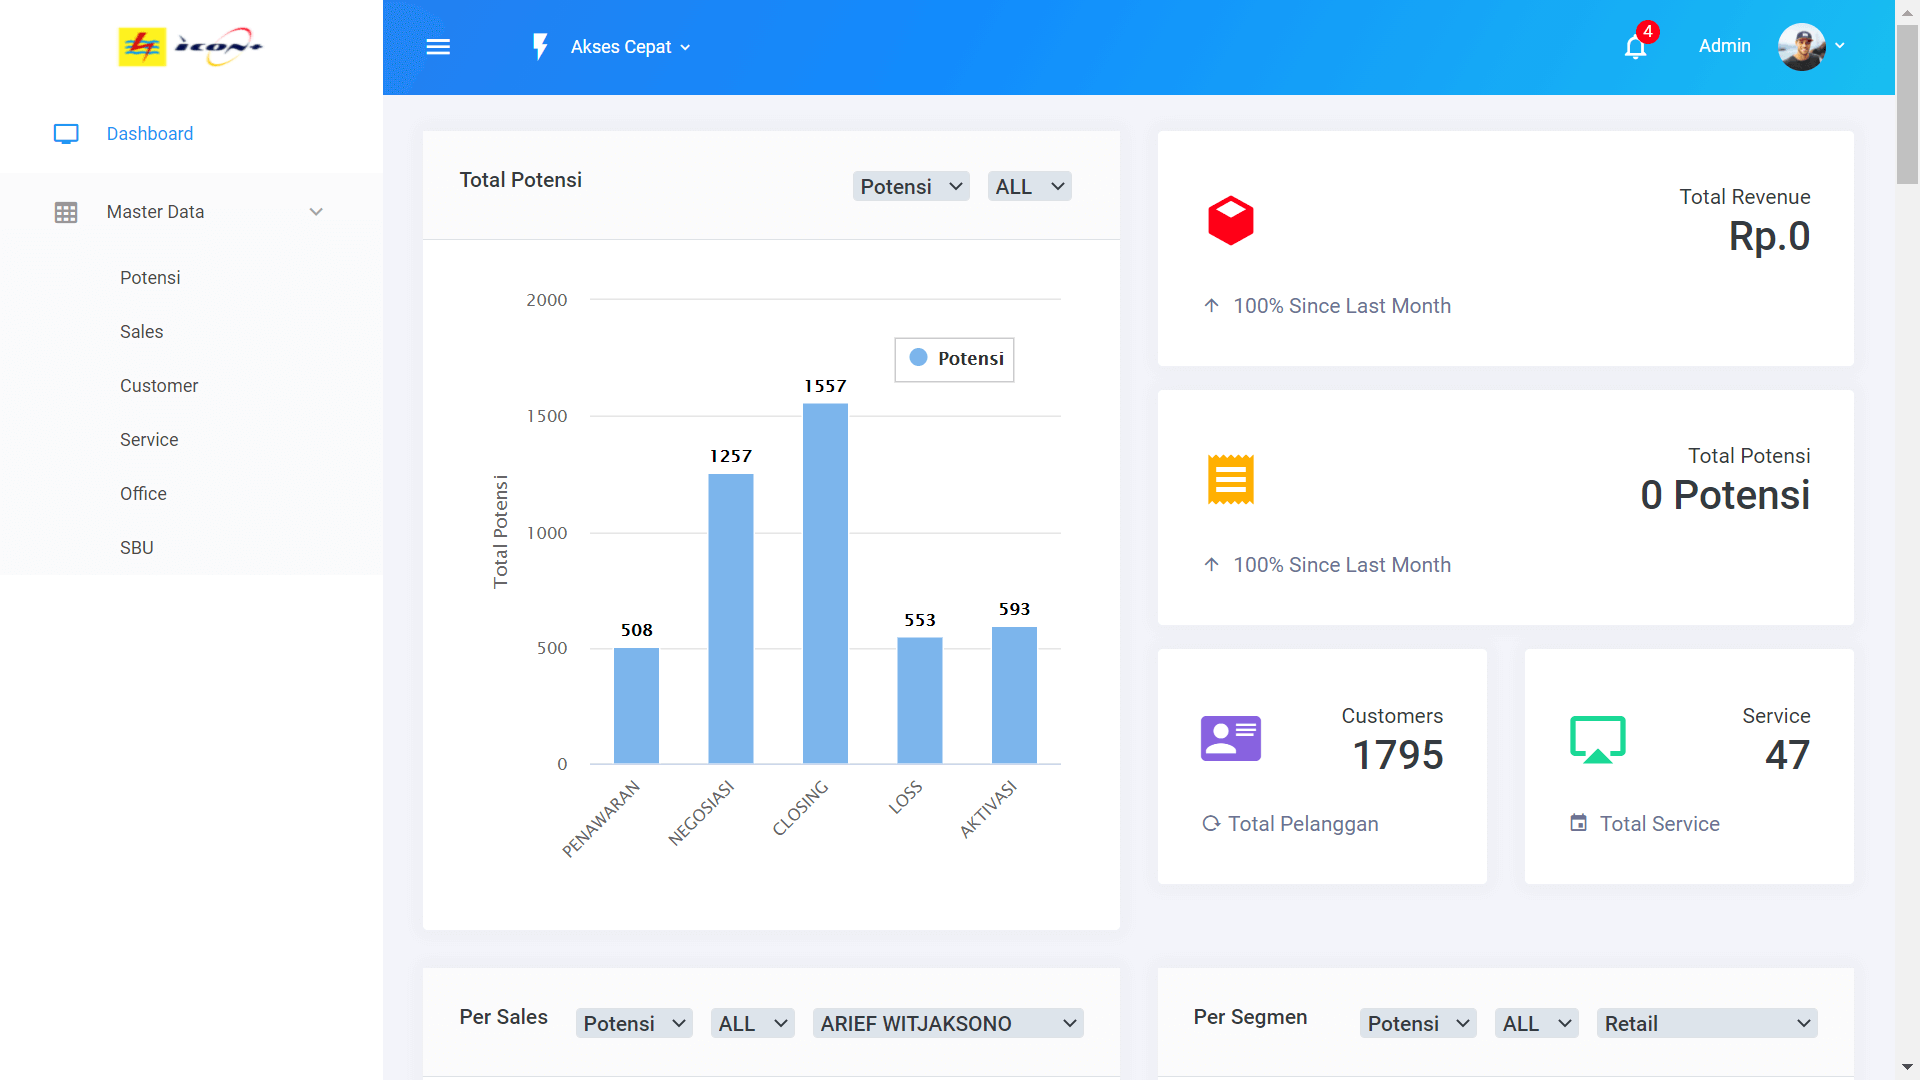 icon+
Akses Cepat
4
Admin
Dashboard
Master Data
Potensi
Sales
Customer
Service
Office
SBU
Total Potensi
Potensi
ALL
2000
1500
1000
500
0
Total Potensi
Potensi
508
1257
1557
553
593
PENAWARAN
NEGOSIASI
CLOSING
LOSS
AKTIVASI
Total Revenue
Rp.0
100% Since Last Month
Total Potensi
0 Potensi
100% Since Last Month
Customers
1795
Total Pelanggan
Service
47
Total Service
Per Sales
Potensi
ALL
ARIEF WITJAKSONO
Per Segmen
Potensi
ALL
Retail